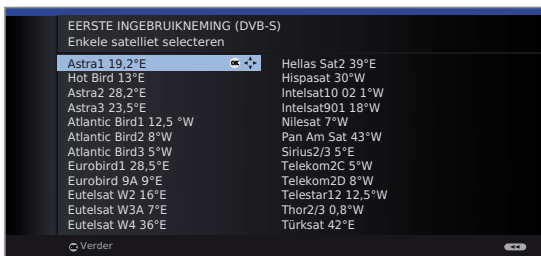 EERSTE INGEBRUIKNEMING (DVB-S)
Enkele satelliet selecteren
Astra1 19,2°E OK
Hot Bird 13°E
Astra2 28,2°E
Astra3 23,5°E
Atlantic Bird1 12,5 °W
Atlantic Bird2 8°W
Atlantic Bird3 5°W
Eurobird1 28,5°E
Eurobird 9A 9°E
Eutelsat W2 16°E
Eutelsat W3A 7°E
Eutelsat W4 36°E
Hellas Sat2 39°E
Hispasat 30°W
Intelsat10 02 1°W
Intelsat901 18°W
Nilesat 7°W
Pan Am Sat 43°W
Sirius2/3 5°E
Telekom2C 5°W
Telekom2D 8°W
Telestar12 12,5°W
Thor2/3 0,8°W
Türksat 42°E
OK Verder